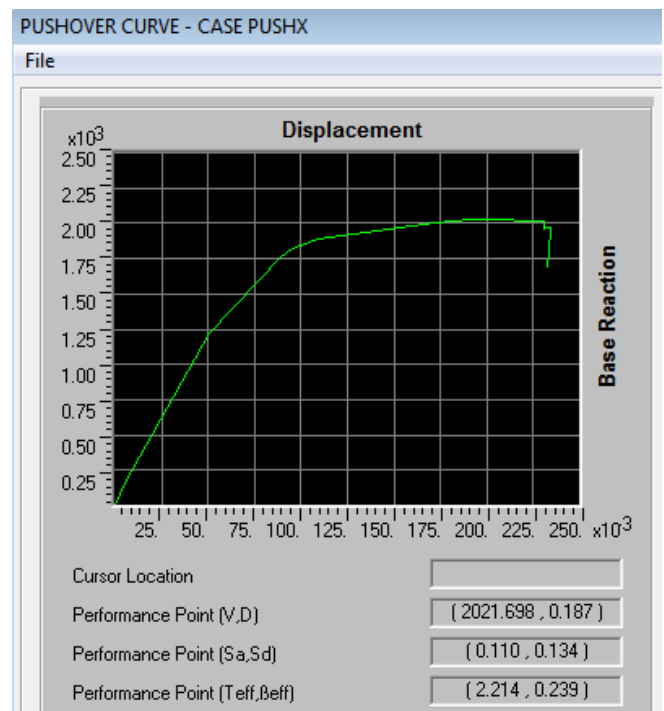 PUSHOVER CURVE - CASE PUSHX
File
Displacement
x10³
2.50
2.25
2.00
1.75
1.50
1.25
1.00
0.75
0.50
0.25
Base Reaction
25. 50. 75. 100. 125. 150. 175. 200. 225. 250. x10⁻³
Cursor Location
Performance Point (V,D) ( 2021.698 , 0.187 )
Performance Point (Sa,Sd) ( 0.110 , 0.134 )
Performance Point (Teff,βeff) ( 2.214 , 0.239 )